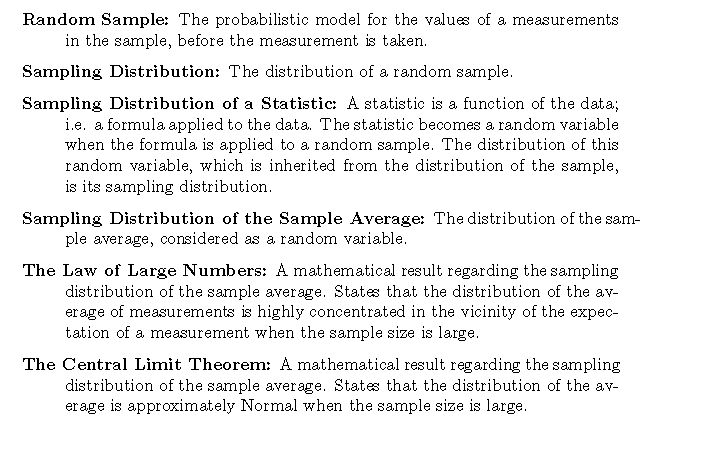 Random Sample: The probabilistic model for the values of a measurements
in the sample, before the measurement is taken.
Sampling Distribution: The distribution of a random sample.
Sampling Distribution of a Statistic: A statistic is a function of the data;
i.e. a formula applied to the data. The statistic becomes a random variable
when the formula is applied to a random sample. The distribution of this
random variable, which is inherited from the distribution of the sample,
is its sampling distribution.
Sampling Distribution of the Sample Average: The distribution of the sam-
ple average, considered as a random variable.
The Law of Large Numbers: A mathematical result regarding the sampling
distribution of the sample average. States that the distribution of the av-
erage of measurements is highly concentrated in the vicinity of the expec-
tation of a measurement when the sample size is large.
The Central Limit Theorem: A mathematical result regarding the sampling
distribution of the sample average. States that the distribution of the av-
erage is approximately Normal when the sample size is large.